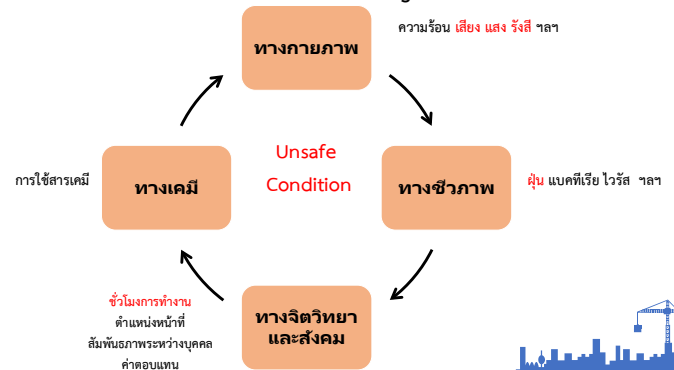 ทางกายภาพ
ความร้อน เสียง แสง รังสี ฯลฯ
Unsafe
Condition
การใช้สารเคมี
ทางเคมี
ทางชีวภาพ
ฝุ่น แบคทีเรีย ไวรัส ฯลฯ
ชั่วโมงการทำงาน
ตำแหน่งหน้าที่
สัมพันธภาพระหว่างบุคคล
ค่าตอบแทน
ทางจิตวิทยา
และสังคม